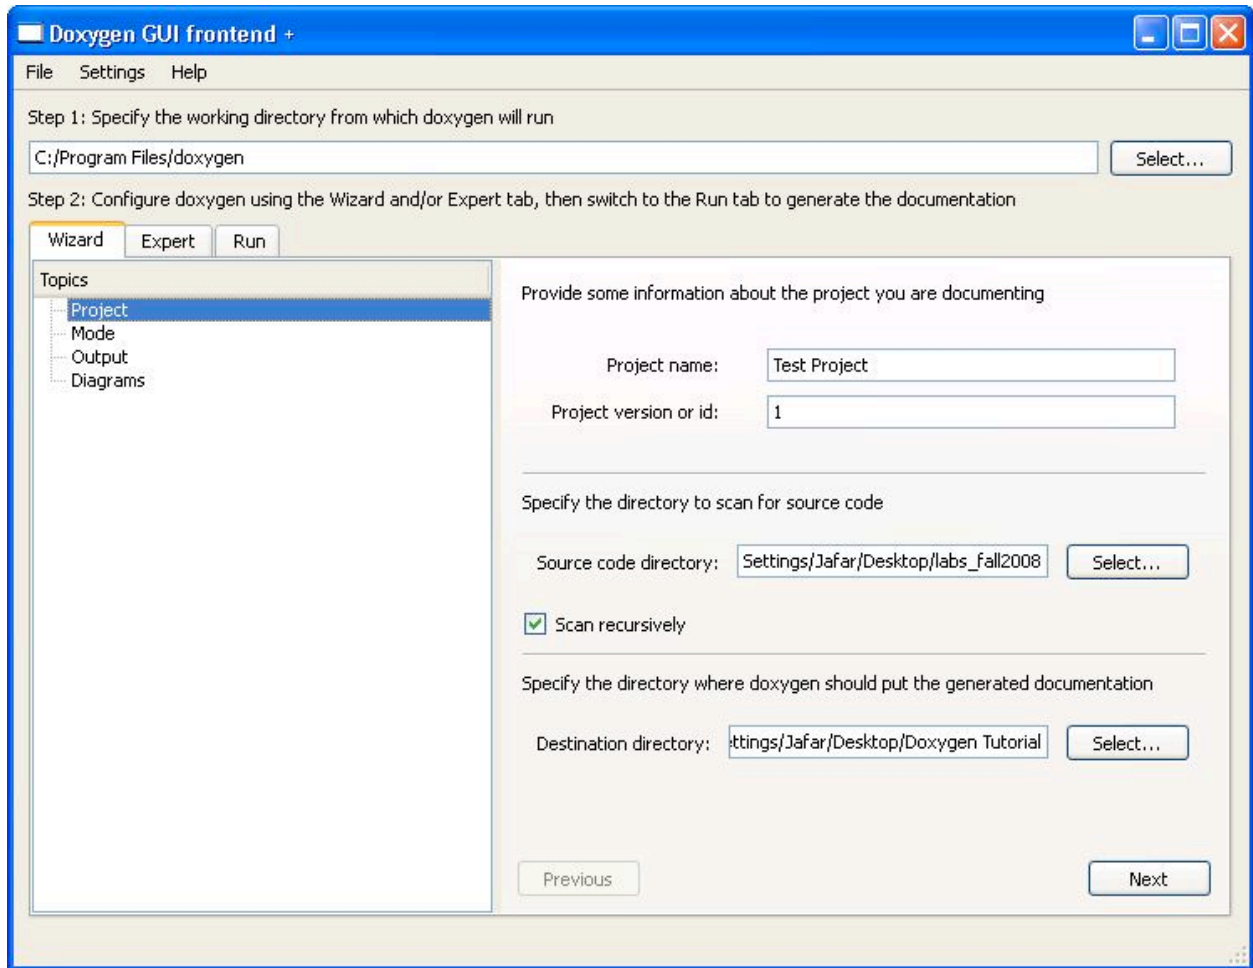 Doxygen GUI frontend +
File Settings Help
Step 1: Specify the working directory from which doxygen will run
C:/Program Files/doxygen Select...
Step 2: Configure doxygen using the Wizard and/or Expert tab, then switch to the Run tab to generate the documentation
Wizard Expert Run
Topics
Project
Mode
Output
Diagrams
Provide some information about the project you are documenting
Project name: Test Project
Project version or id: 1
Specify the directory to scan for source code
Source code directory: Settings/Jafar/Desktop/labs_fall2008 Select...
Scan recursively
Specify the directory where doxygen should put the generated documentation
Destination directory: ettings/Jafar/Desktop/Doxygen Tutorial Select...
Previous Next